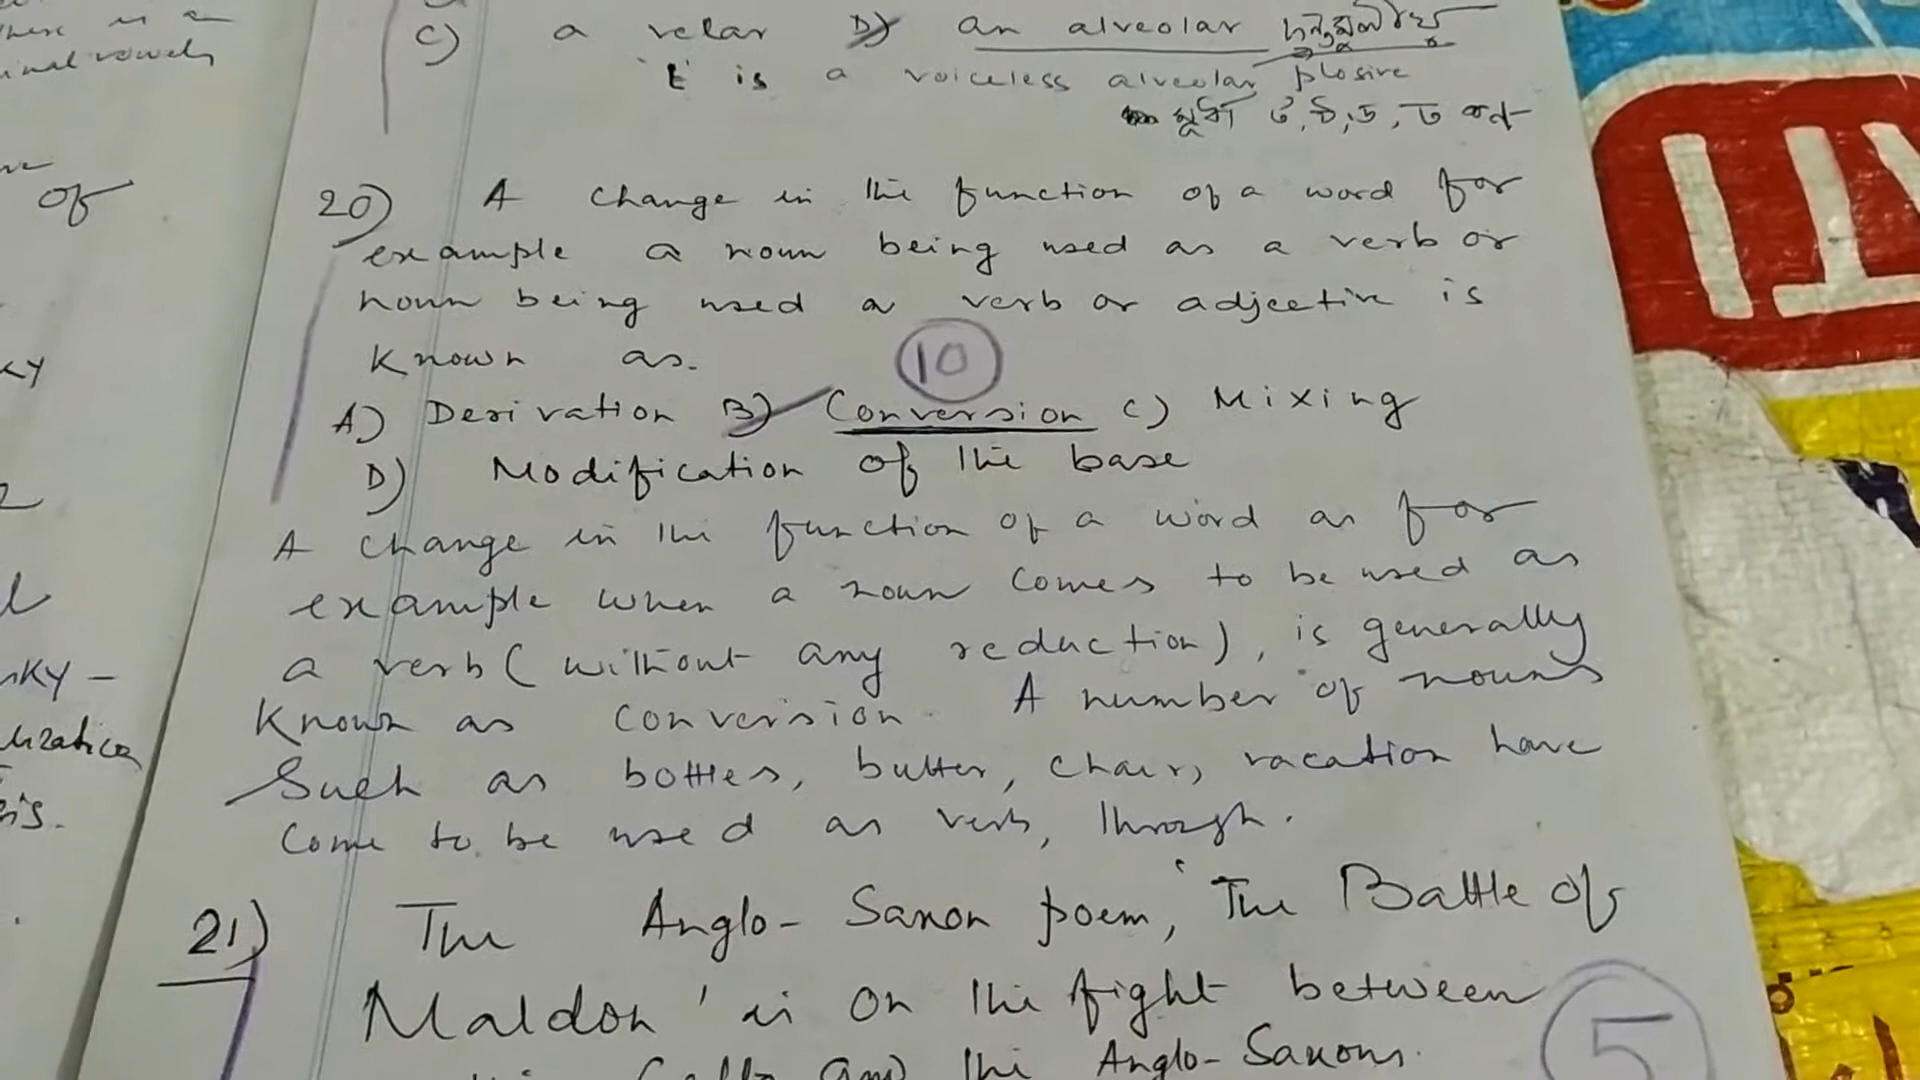 C) a velar D) an alveolar
't' is a voiceless alveolar plosive
20) A change in the function of a word for
example a noun being used as a verb or
noun being used a verb or adjective is
known as.
10
A) Derivation B) Conversion C) Mixing
D) Modification of the base
A change in the function of a word as for
example when a noun comes to be used as
a verb (without any reduction), is generally
known as conversion. A number of nouns
such as bottles, butter, chair, vacation have
come to be used as verb, through.
21) The Anglo-Saxon poem, 'The Battle of
Maldon' is on the fight between
and the Anglo-Saxons.
5
of